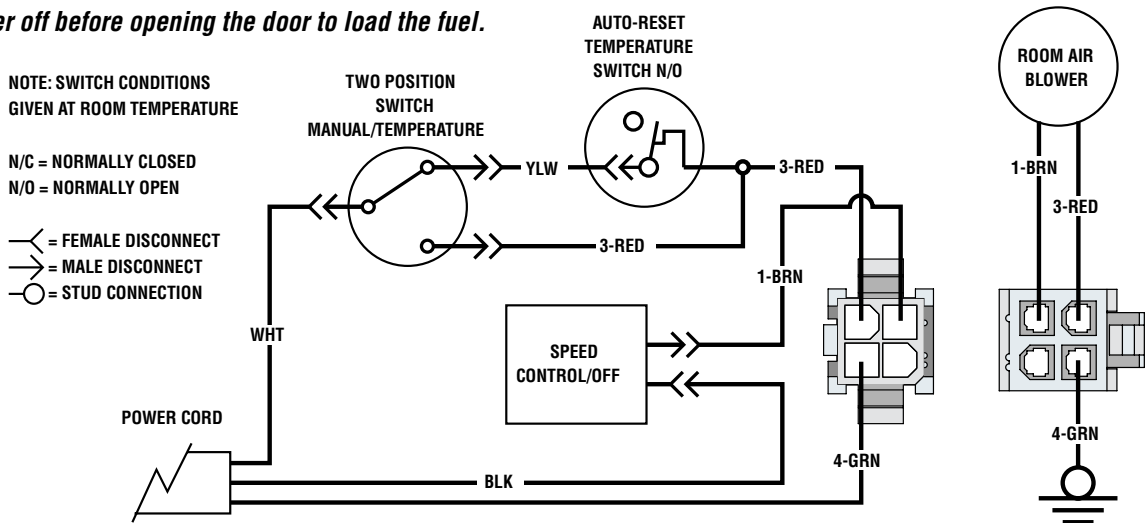 er off before opening the door to load the fuel.
NOTE: SWITCH CONDITIONS
GIVEN AT ROOM TEMPERATURE
N/C = NORMALLY CLOSED
N/O = NORMALLY OPEN
= FEMALE DISCONNECT
= MALE DISCONNECT
= STUD CONNECTION
TWO POSITION
SWITCH
MANUAL/TEMPERATURE
AUTO-RESET
TEMPERATURE
SWITCH N/O
ROOM AIR
BLOWER
YLW
3-RED
3-RED
1-BRN
WHT
SPEED
CONTROL/OFF
POWER CORD
BLK
4-GRN
1-BRN
3-RED
4-GRN